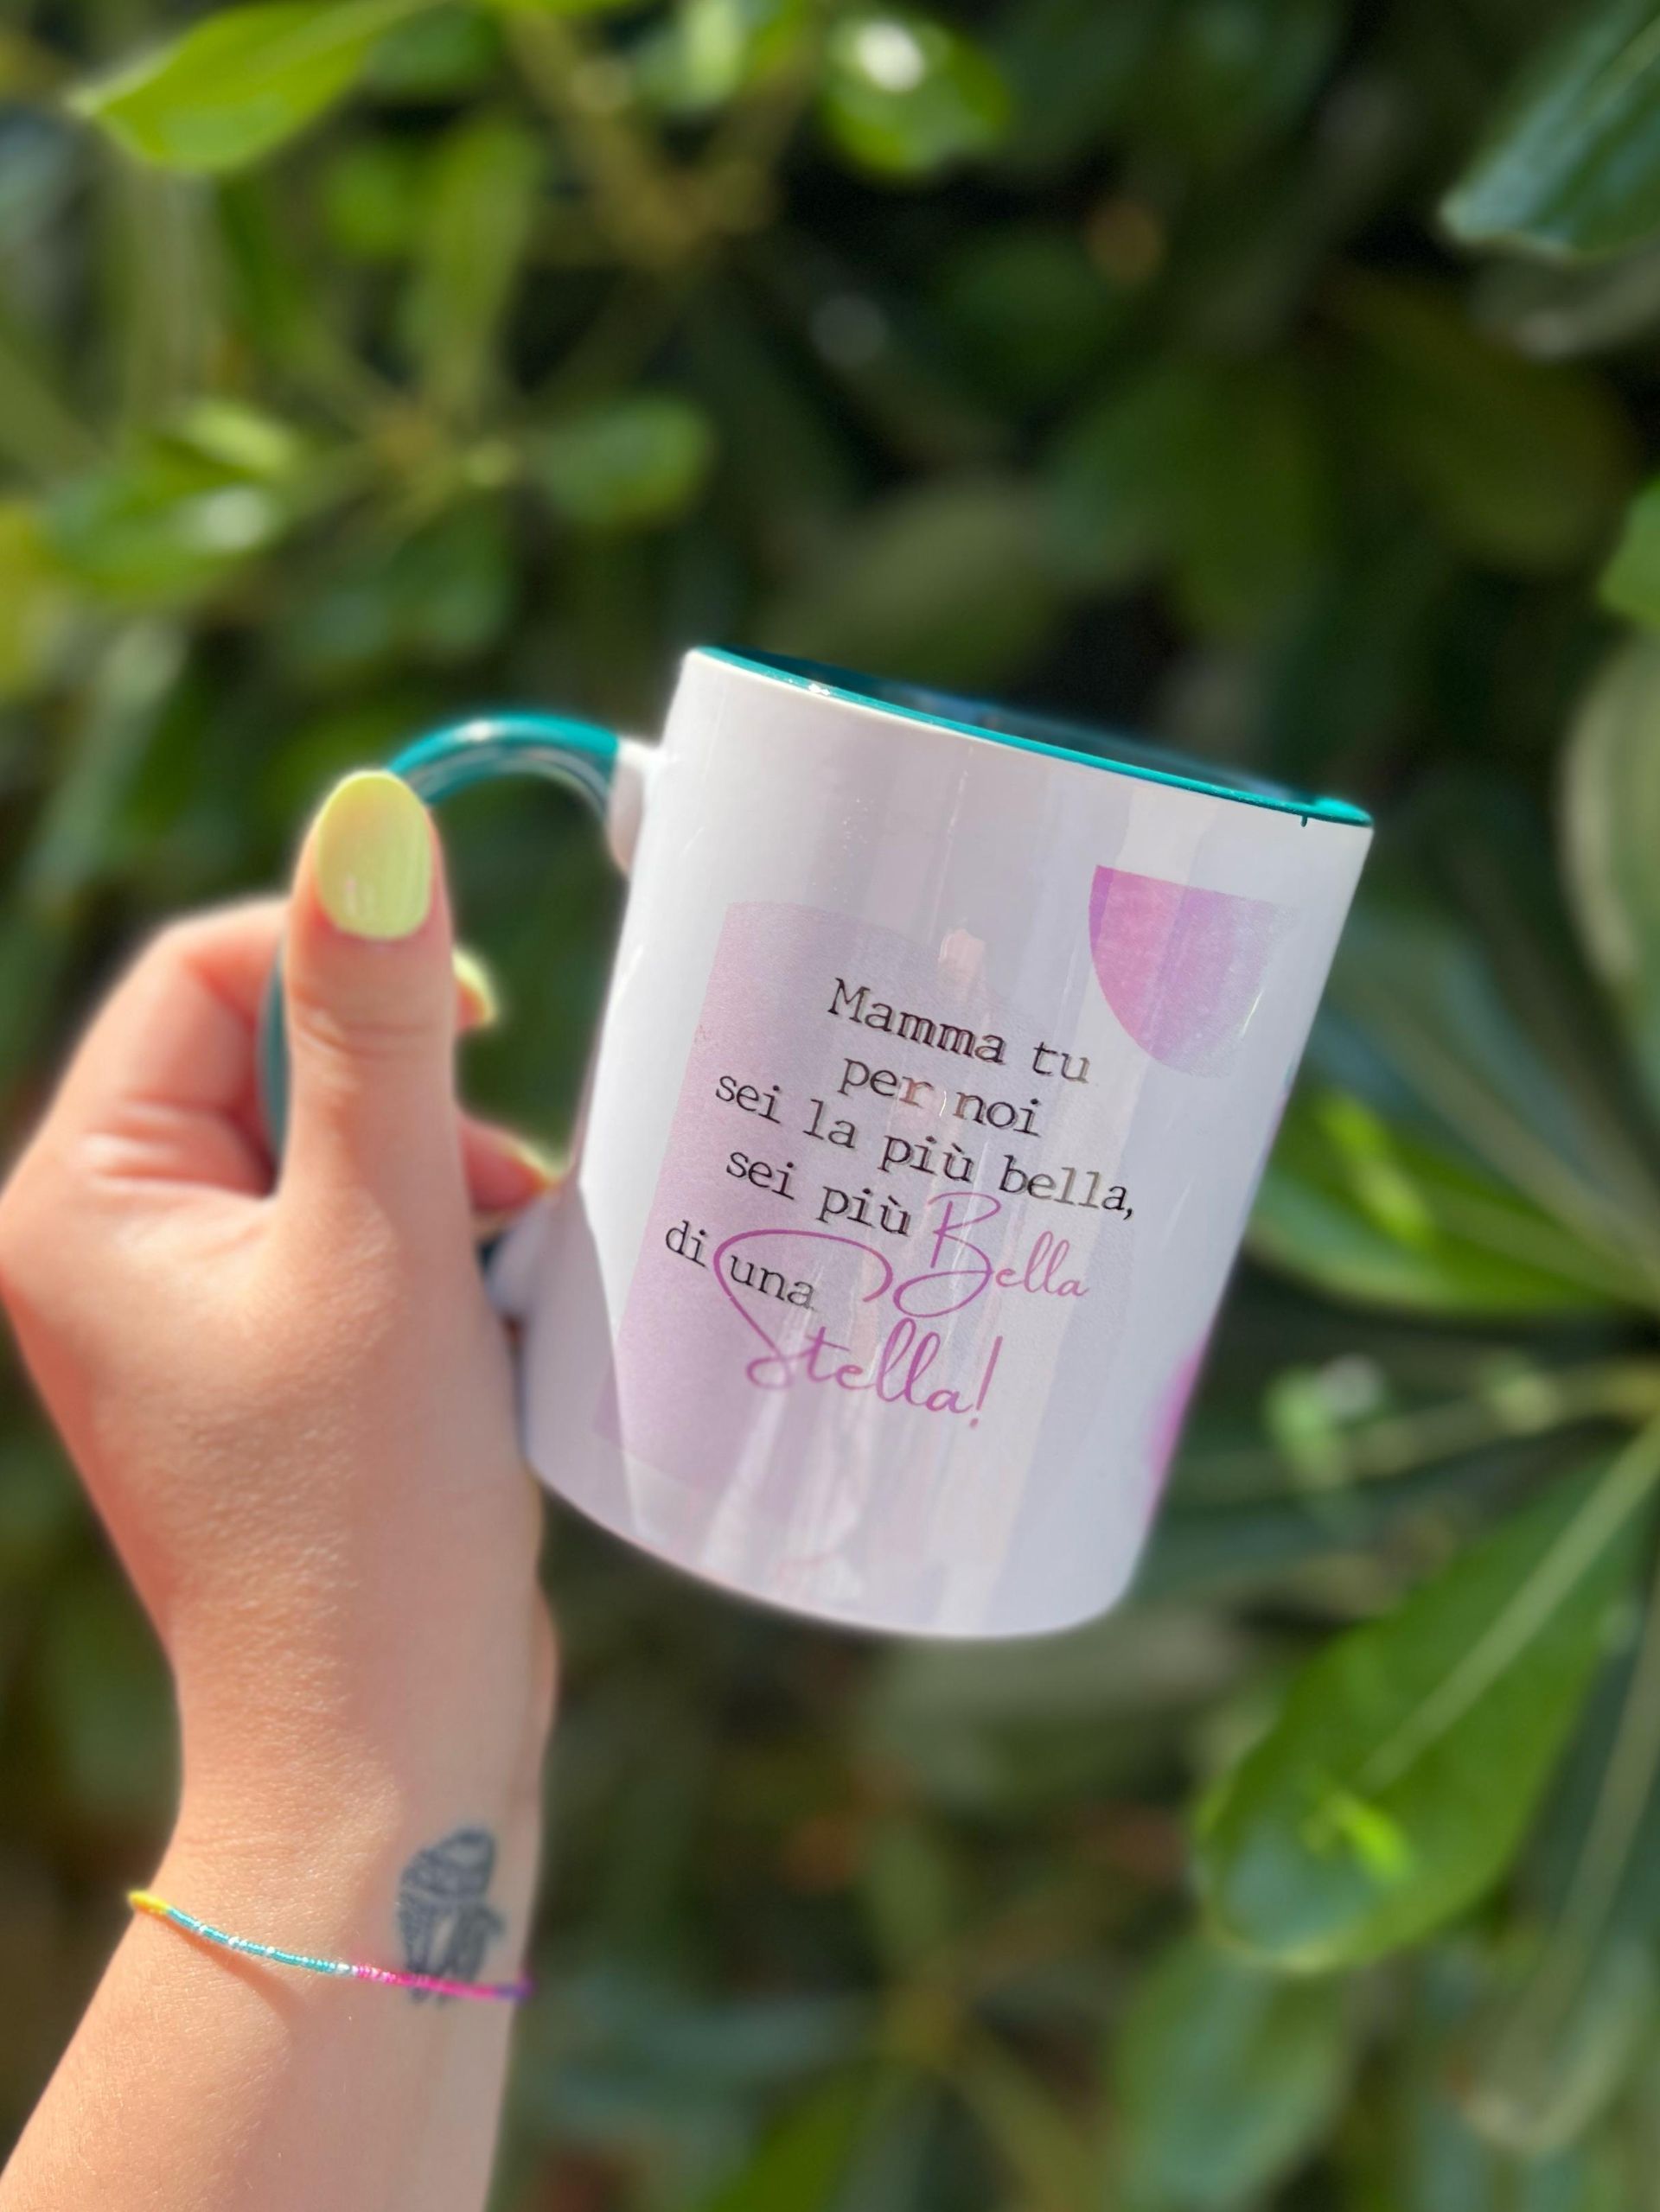 Mamma tu
per noi
sei la più bella,
sei più Bella
di una
Stella!